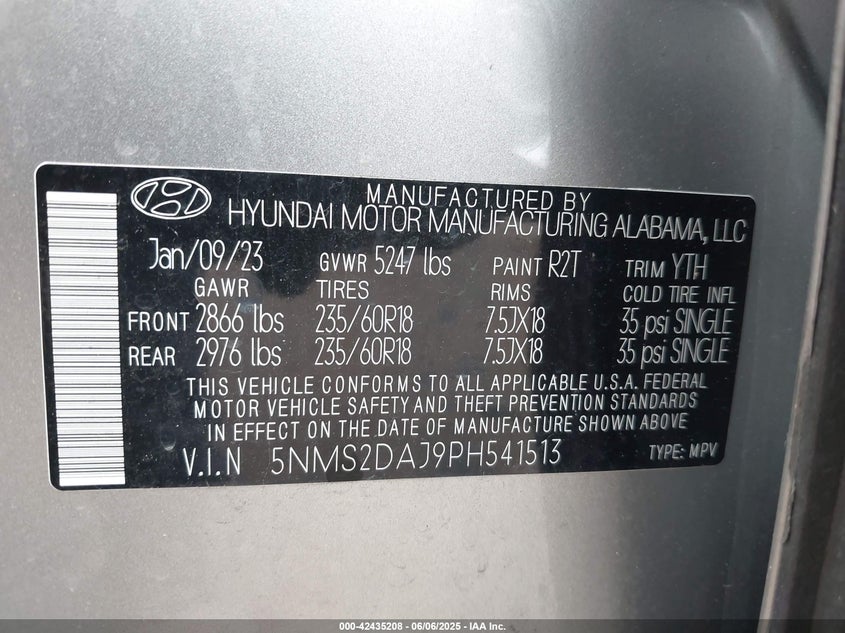 MANUFACTURED BY
HYUNDAI MOTOR MANUFACTURING ALABAMA, LLC
Jan/09/23 GVWR 5247 lbs PAINT R2T TRIM YTH
GAWR TIRES RIMS COLD TIRE INFL
FRONT 2866 lbs 235/60R18 7.5JX18 35 psi SINGLE
REAR 2976 lbs 235/60R18 7.5JX18 35 psi SINGLE
THIS VEHICLE CONFORMS TO ALL APPLICABLE U.S.A. FEDERAL
MOTOR VEHICLE SAFETY AND THEFT PREVENTION STANDARDS
IN EFFECT ON THE DATE OF MANUFACTURE SHOWN ABOVE
V.I.N 5NMS2DAJ9PH541513 TYPE: MPV
000-42435208 - 06/06/2025 - IAA Inc.